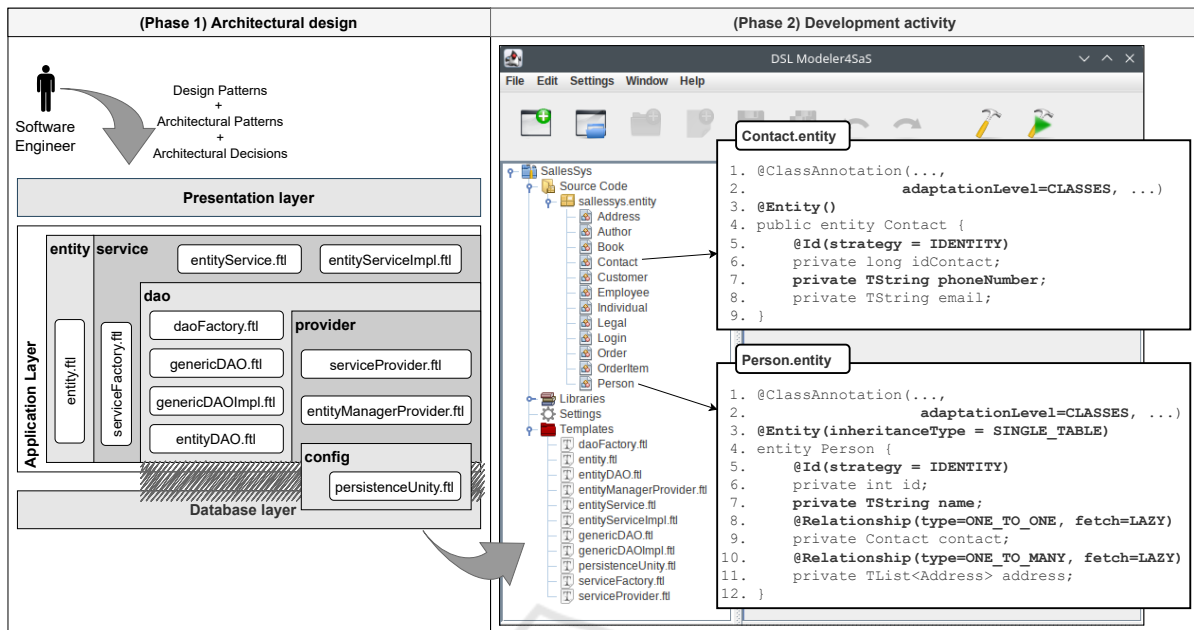 (Phase 1) Architectural design
Software
Engineer
Design Patterns
+
Architectural Patterns
+
Architectural Decisions
Presentation layer
Application Layer
entity
entity.ftl
service
serviceFactory.ftl
entityService.ftl
entityServiceImpl.ftl
dao
daoFactory.ftl
genericDAO.ftl
genericDAOImpl.ftl
entityDAO.ftl
provider
serviceProvider.ftl
entityManagerProvider.ftl
config
persistenceUnity.ftl
Database layer
(Phase 2) Development activity
DSL Modeler4SaS
File Edit Settings Window Help
SallesSys
Source Code
sallessys.entity
Address
Author
Book
Contact
Customer
Employee
Individual
Legal
Login
Order
OrderItem
Person
Libraries
Settings
Templates
daoFactory.ftl
entity.ftl
entityDAO.ftl
entityManagerProvider.ftl
entityService.ftl
entityServiceImpl.ftl
genericDAO.ftl
genericDAOImpl.ftl
persistenceUnity.ftl
serviceFactory.ftl
serviceProvider.ftl
Contact.entity
1. @ClassAnnotation(...,
2. adaptationLevel=CLASSES, ...)
3. @Entity()
4. public entity Contact {
5. @Id(strategy = IDENTITY)
6. private long idContact;
7. private TString phoneNumber;
8. private TString email;
9. }
Person.entity
1. @ClassAnnotation(...,
2. adaptationLevel=CLASSES, ...)
3. @Entity(inheritanceType = SINGLE_TABLE)
4. entity Person {
5. @Id(strategy = IDENTITY)
6. private int id;
7. private TString name;
8. @Relationship(type=ONE_TO_ONE, fetch=LAZY)
9. private Contact contact;
10. @Relationship(type=ONE_TO_MANY, fetch=LAZY)
11. private TList<Address> address;
12. }